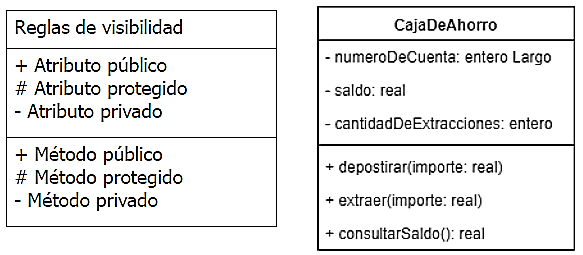 Reglas de visibilidad
+ Atributo público
# Atributo protegido
- Atributo privado
+ Método público
# Método protegido
- Método privado
CajaDeAhorro
- numeroDeCuenta: entero Largo
- saldo: real
- cantidadDeExtracciones: entero
+ depostirar(importe: real)
+ extraer(importe: real)
+ consultarSaldo(): real